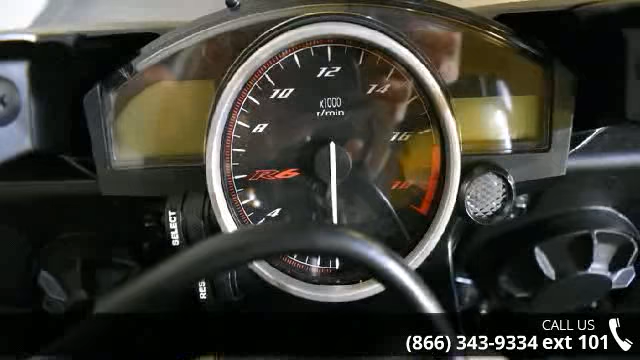 12
10
14
x1000
r/min
8
16
R6
18
4
SELECT
RES
CALL US
(866) 343-9334 ext 101